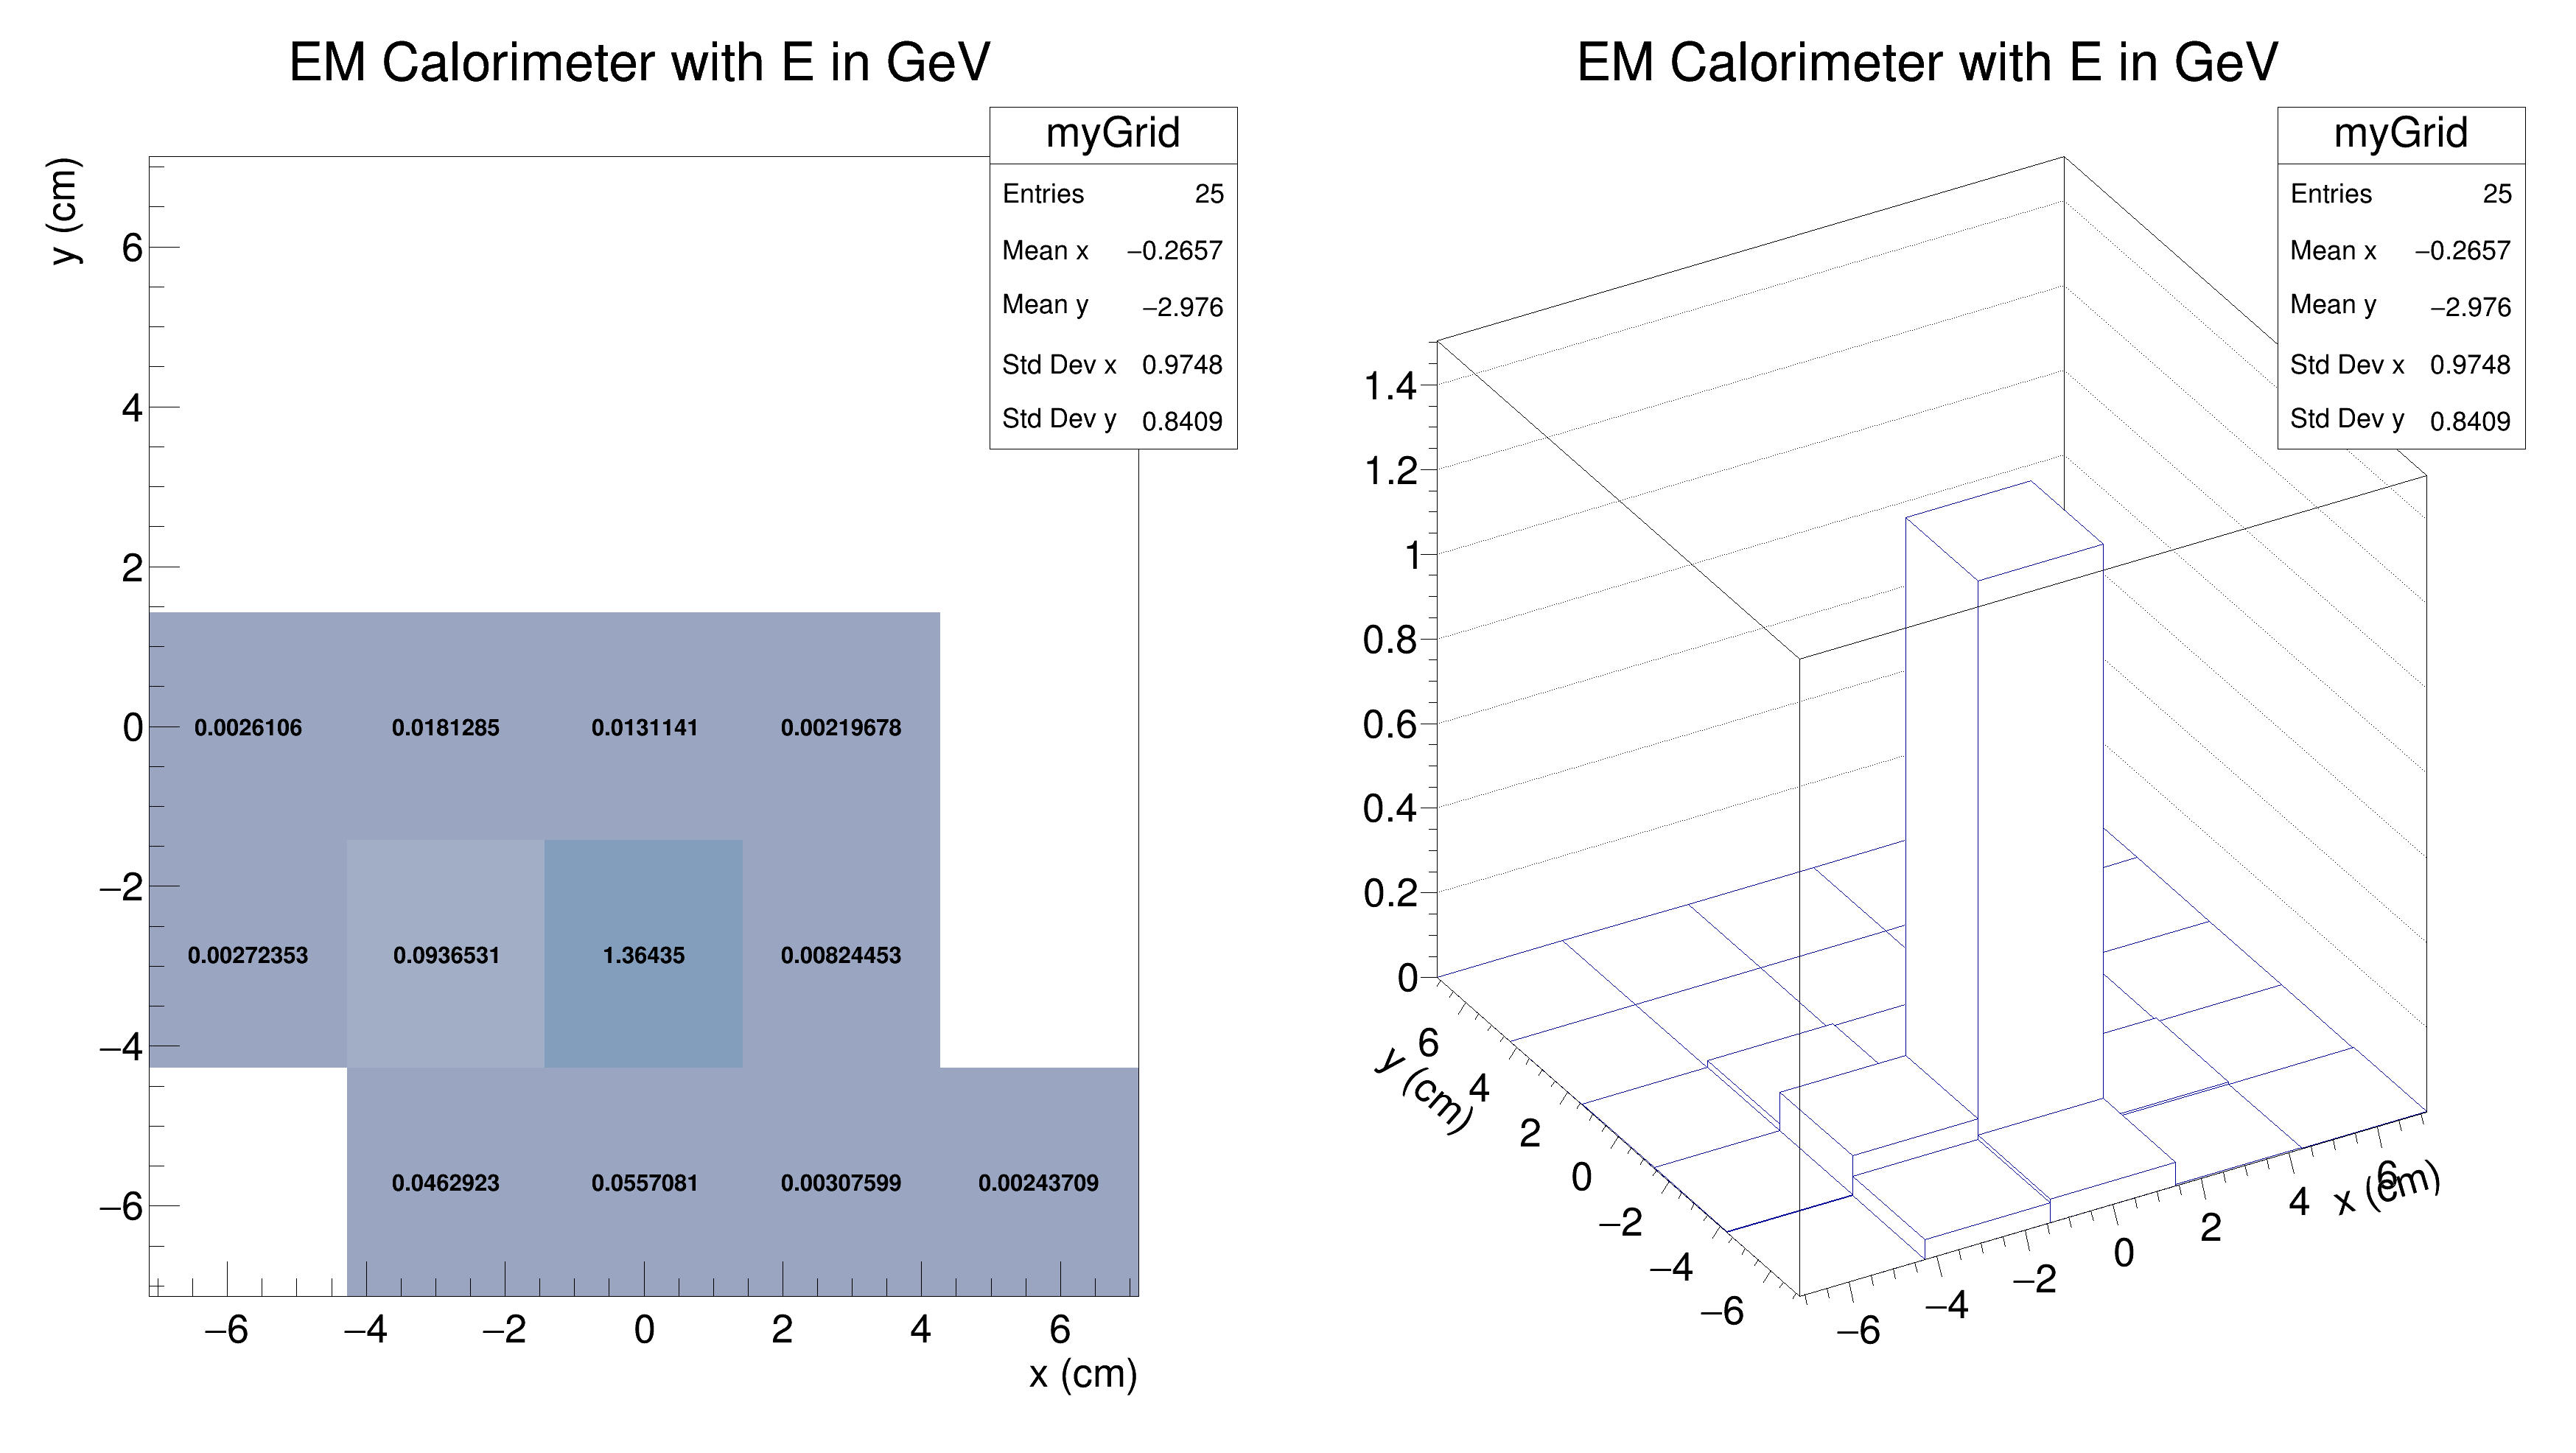 EM Calorimeter with E in GeV
myGrid
Entries 25
Mean x −0.2657
Mean y −2.976
Std Dev x 0.9748
Std Dev y 0.8409
y (cm)
6
4
2
0
−2
−4
−6
0.0026106 0.0181285 0.0131141 0.00219678
0.00272353 0.0936531 1.36435 0.00824453
0.0462923 0.0557081 0.00307599 0.00243709
−6 −4 −2 0 2 4 6
x (cm)
EM Calorimeter with E in GeV
myGrid
Entries 25
Mean x −0.2657
Mean y −2.976
Std Dev x 0.9748
Std Dev y 0.8409
1.4
1.2
1
0.8
0.6
0.4
0.2
0
y (cm)
6
4
2
0
−2
−4
−6
−6
−4
−2
0
2
4
6
x (cm)